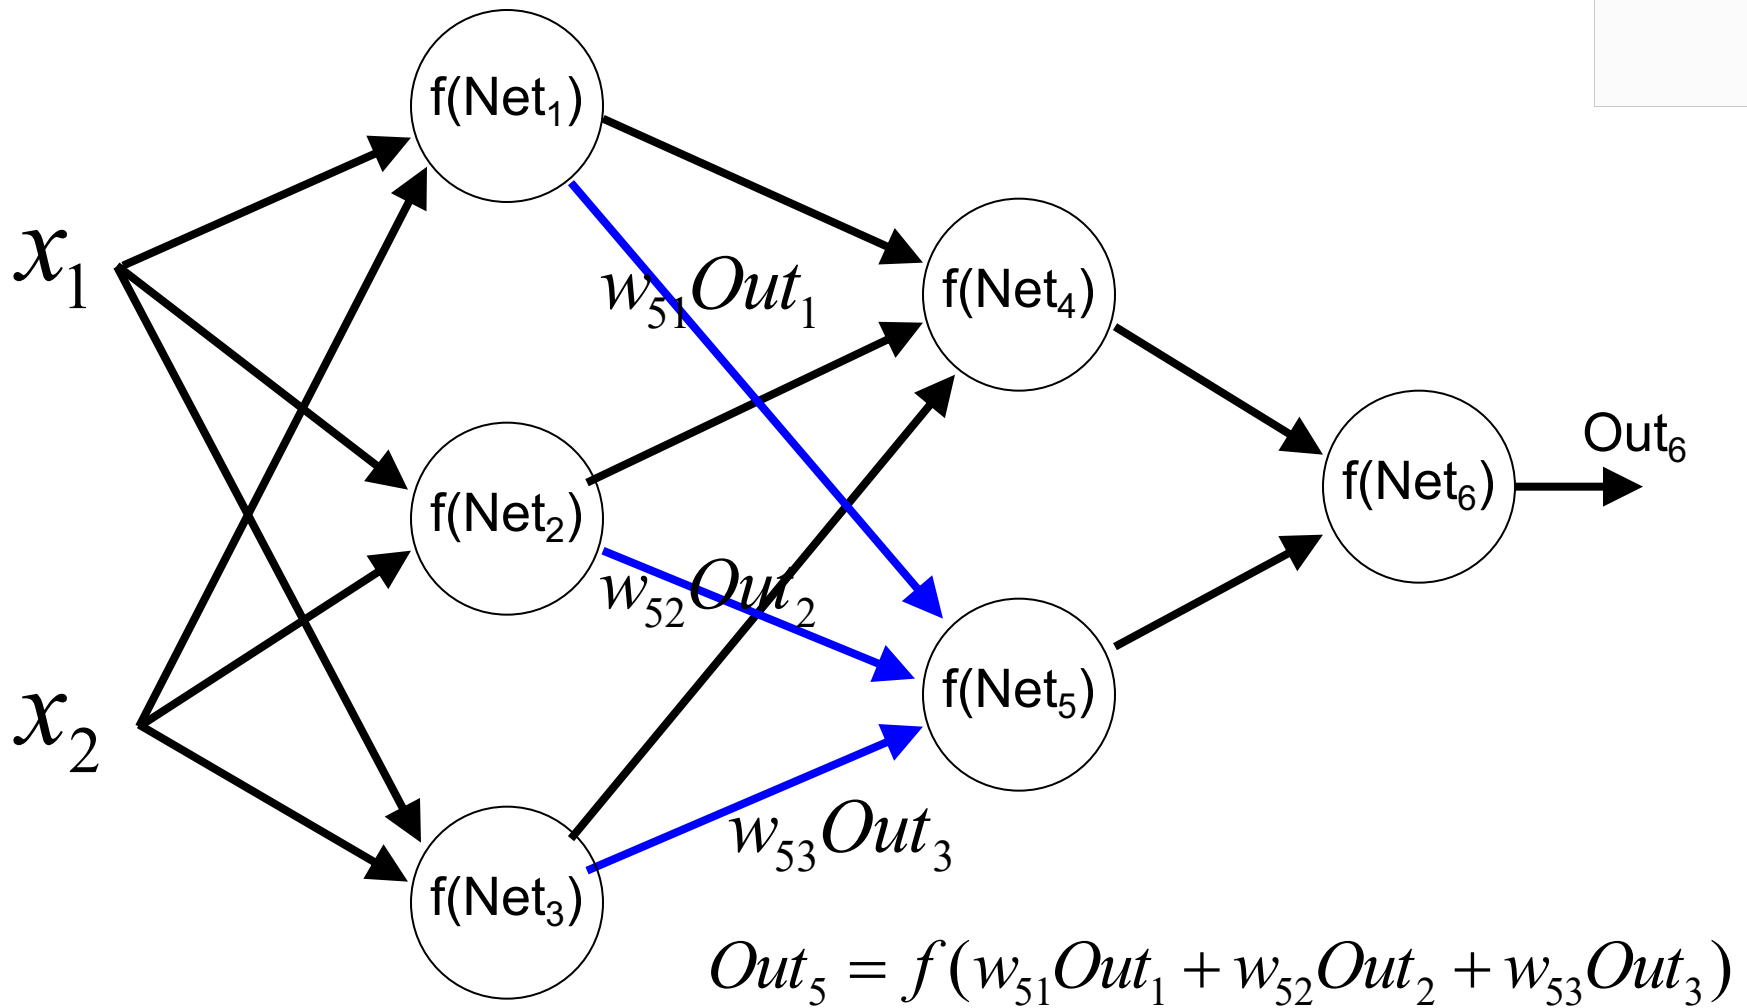 f(Net₁)
x₁
w₅₁Out₁
f(Net₄)
Out₆
f(Net₆)
f(Net₂)
w₅₂Out₂
f(Net₅)
x₂
w₅₃Out₃
f(Net₃)
Out₅ = f(w₅₁Out₁ + w₅₂Out₂ + w₅₃Out₃)